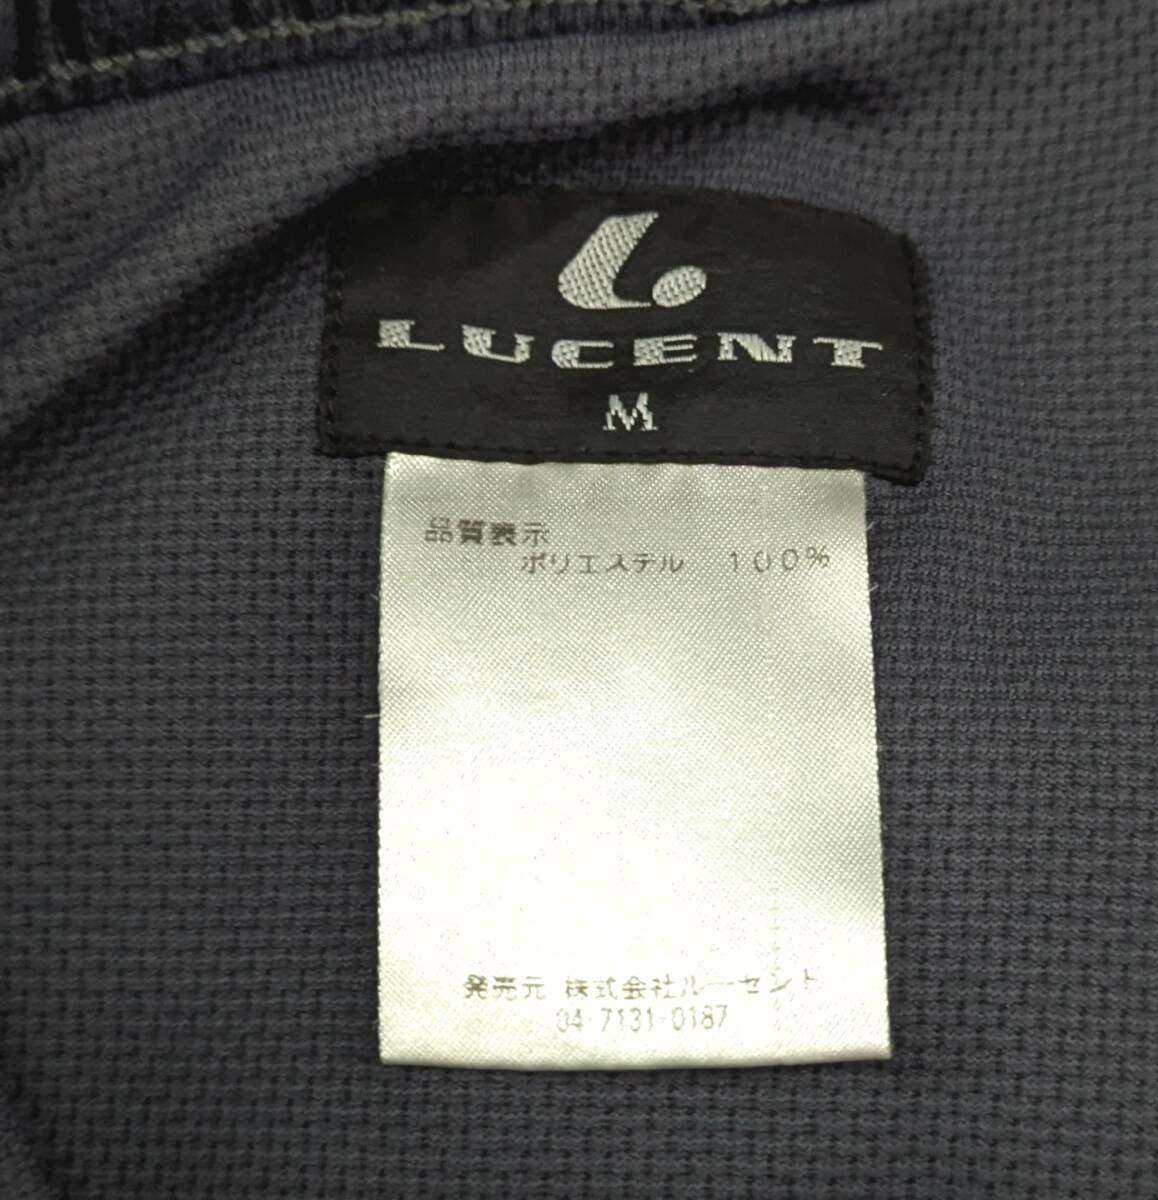 LUCENT
M
品質表示
ポリエステル 100%
発売元 株式会社ルーセント
04-7131-0187